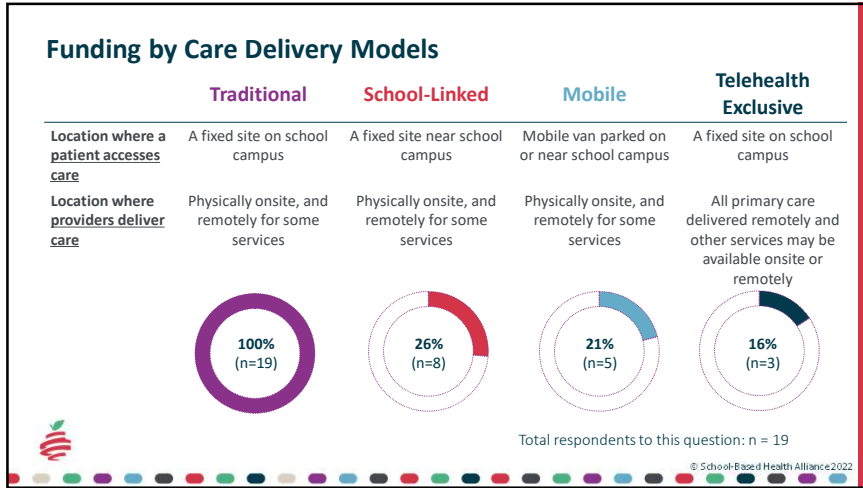 Funding by Care Delivery Models
Traditional
School-Linked
Mobile
Telehealth
Exclusive
Location where a
patient accesses
care
A fixed site on school
campus
A fixed site near school
campus
Mobile van parked on
or near school campus
A fixed site on school
campus
Location where
providers deliver
care
Physically onsite, and
remotely for some
services
Physically onsite, and
remotely for some
services
Physically onsite, and
remotely for some
services
All primary care
delivered remotely and
other services may be
available onsite or
remotely
100%
(n=19)
26%
(n=8)
21%
(n=5)
16%
(n=3)
Total respondents to this question: n = 19
© School-Based Health Alliance 2022